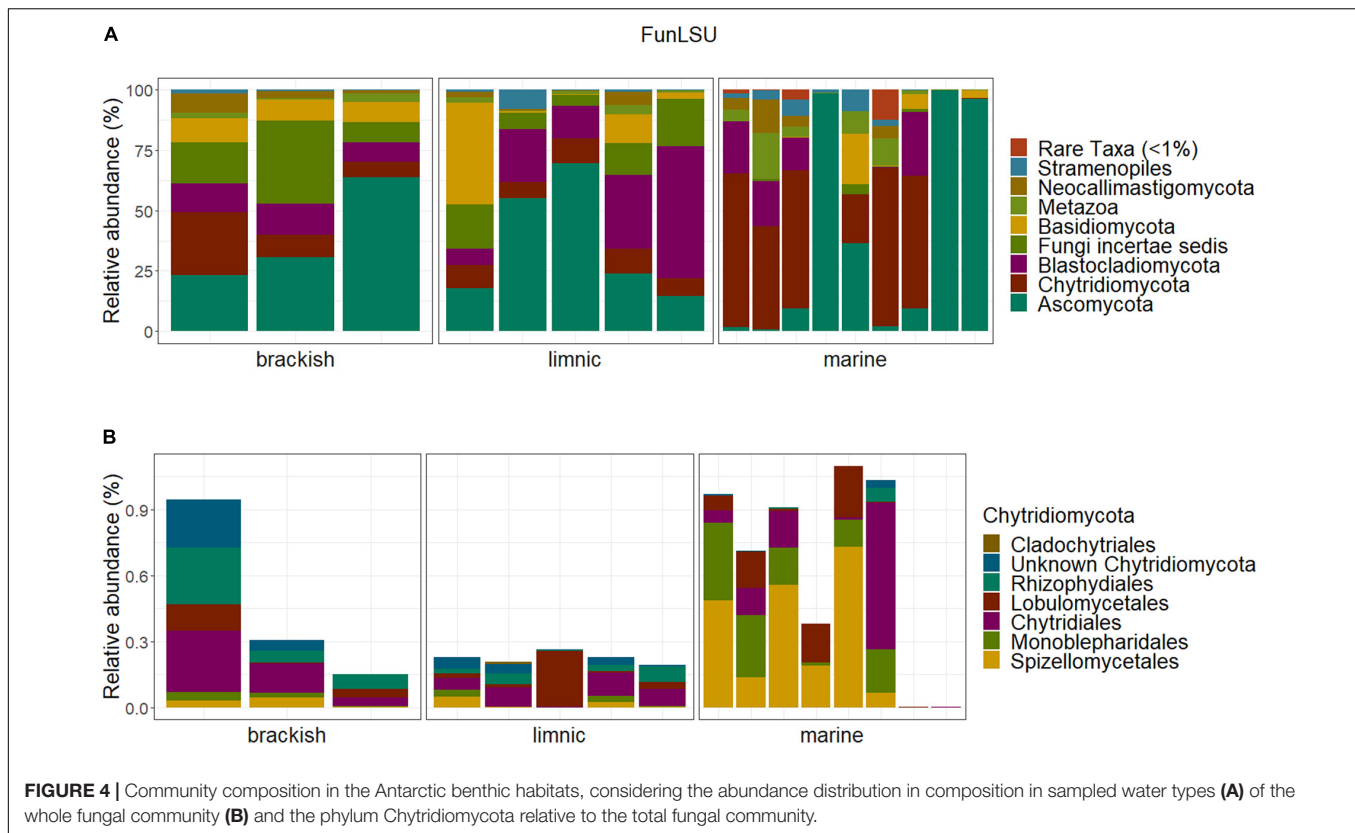 A
FunLSU
Relative abundance (%)
100
75
50
25
0
brackish
limnic
marine
Rare Taxa (<1%)
Stramenopiles
Neocallimastigomycota
Metazoa
Basidiomycota
Fungi incertae sedis
Blastocladiomycota
Chytridiomycota
Ascomycota
B
Relative abundance (%)
0.9
0.6
0.3
0.0
brackish
limnic
marine
Chytridiomycota
Cladochytriales
Unknown Chytridiomycota
Rhizophydiales
Lobulomycetales
Chytridiales
Monoblepharidales
Spizellomycetales
FIGURE 4 | Community composition in the Antarctic benthic habitats, considering the abundance distribution in composition in sampled water types (A) of the
whole fungal community (B) and the phylum Chytridiomycota relative to the total fungal community.